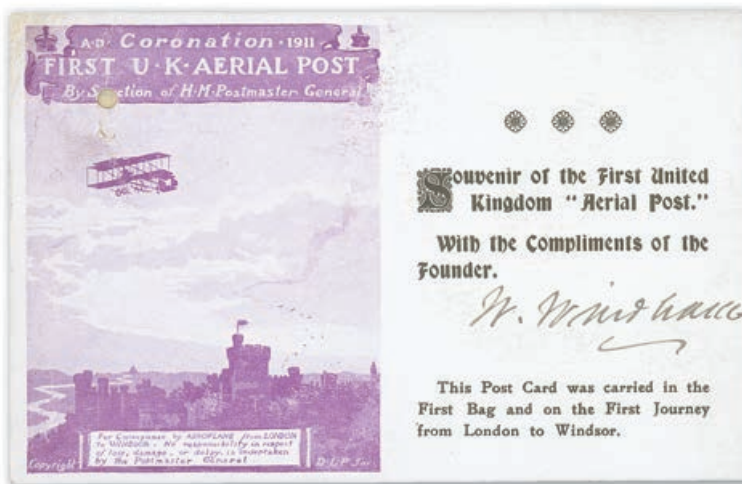 A.D. Coronation · 1911
FIRST U·K·AERIAL POST
By Sanction of H·M·Postmaster General
For Conveyance by AEROPLANE from LONDON
to WINDSOR. No responsibility in respect
of loss, damage, or delay, is undertaken
by the Postmaster General
Copyright
Souvenir of the First United
Kingdom "Aerial Post."
With the Compliments of the
Founder.
W. Windham
This Post Card was carried in the
First Bag and on the First Journey
from London to Windsor.